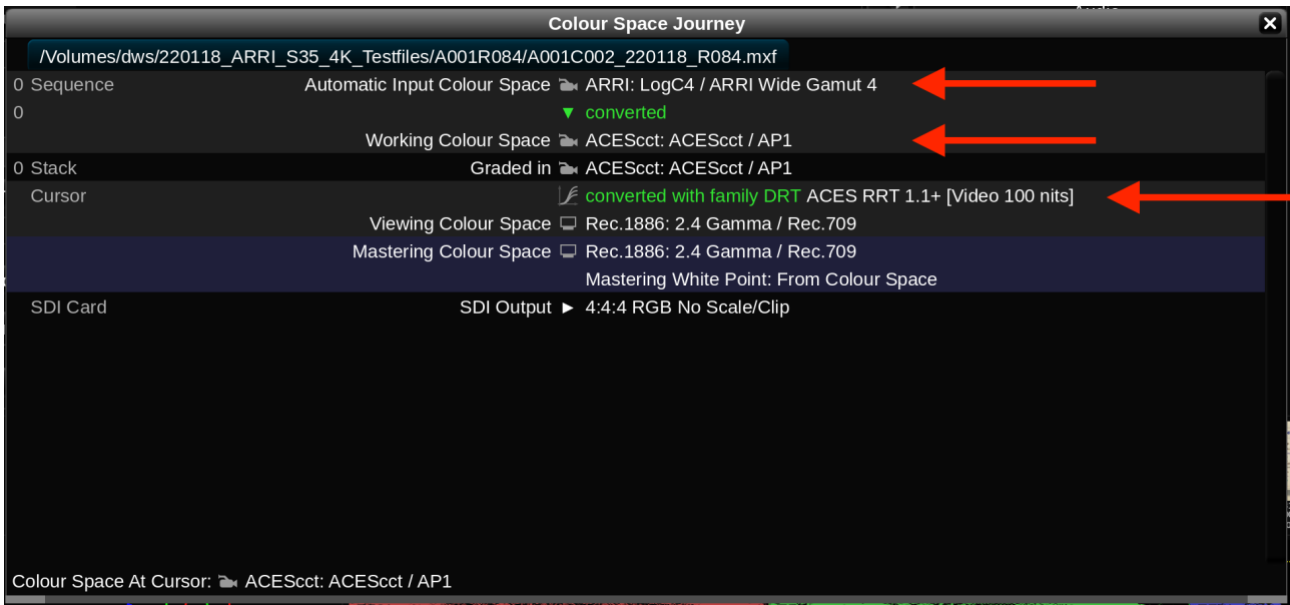 Colour Space Journey
/Volumes/dws/220118_ARRI_S35_4K_Testfiles/A001R084/A001C002_220118_R084.mxf
0 Sequence Automatic Input Colour Space ARRI: LogC4 / ARRI Wide Gamut 4
0 ▼ converted
Working Colour Space ACEScct: ACEScct / AP1
0 Stack Graded in ACEScct: ACEScct / AP1
Cursor converted with family DRT ACES RRT 1.1+ [Video 100 nits]
Viewing Colour Space Rec.1886: 2.4 Gamma / Rec.709
Mastering Colour Space Rec.1886: 2.4 Gamma / Rec.709
Mastering White Point: From Colour Space
SDI Card SDI Output ► 4:4:4 RGB No Scale/Clip
Colour Space At Cursor: ACEScct: ACEScct / AP1